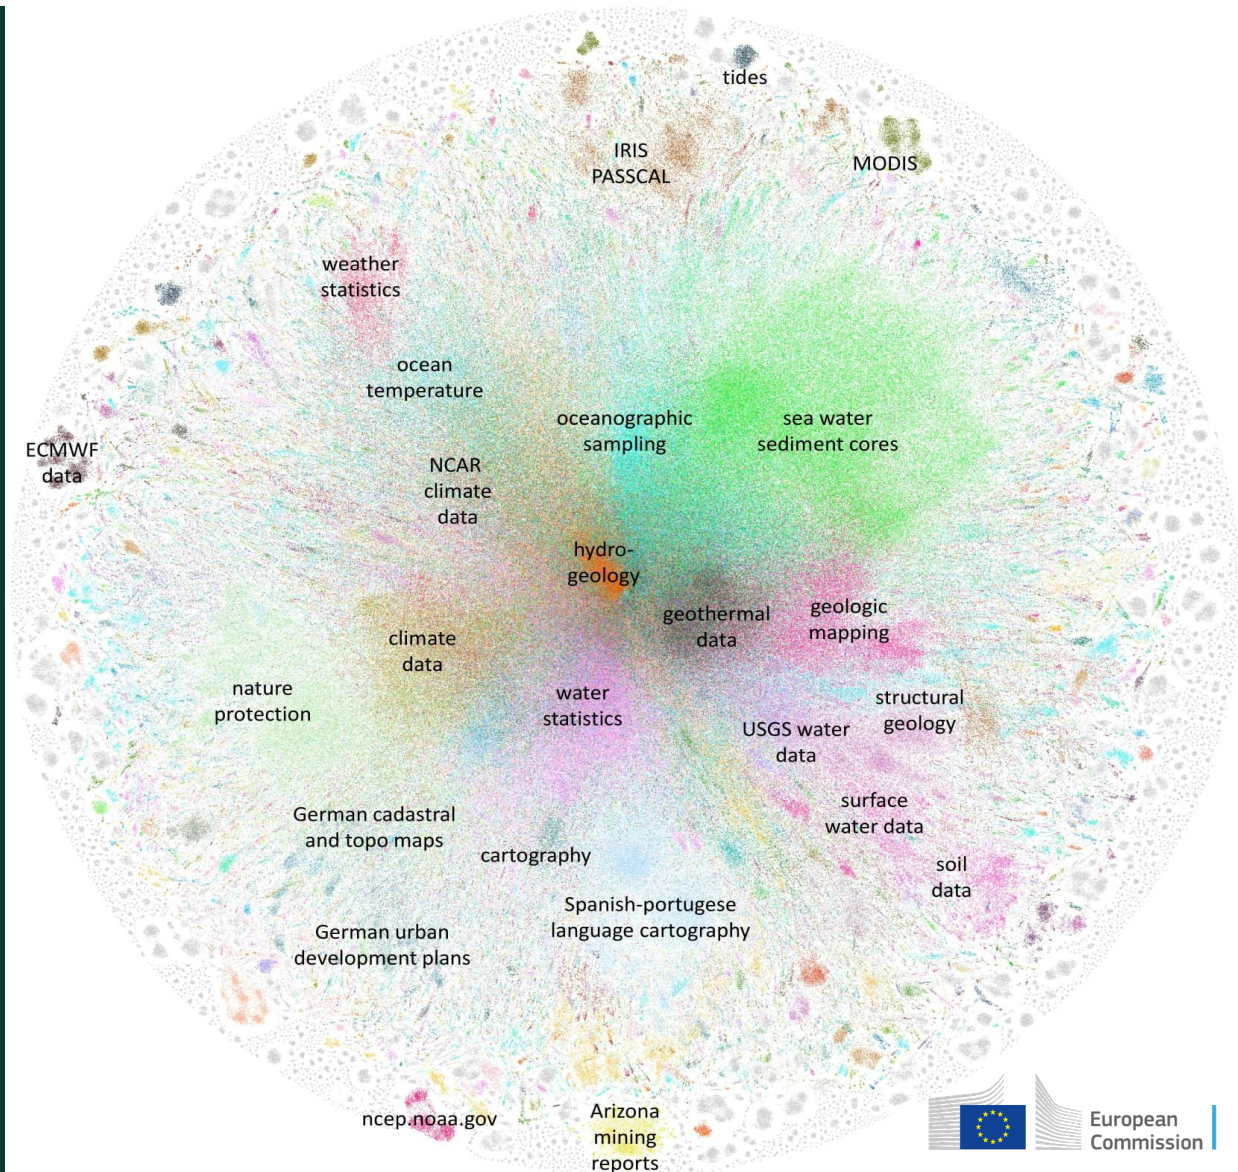 tides
IRIS
PASSCAL
MODIS
weather
statistics
ocean
temperature
oceanographic
sampling
sea water
sediment cores
ECMWF
data
NCAR
climate
data
hydro-
geology
geothermal
data
geologic
mapping
climate
data
nature
protection
water
statistics
structural
geology
USGS water
data
German cadastral
and topo maps
surface
water data
cartography
soil
data
Spanish-portugese
language cartography
German urban
development plans
ncep.noaa.gov
Arizona
mining
reports
European
Commission